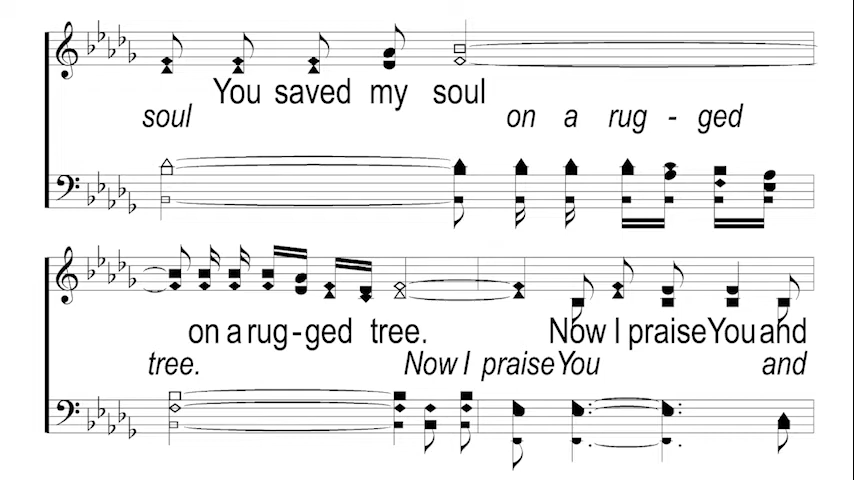 You saved my soul
soul on a rug - ged
on a rug-ged tree. Now I praise You and
tree. Now I praise You and